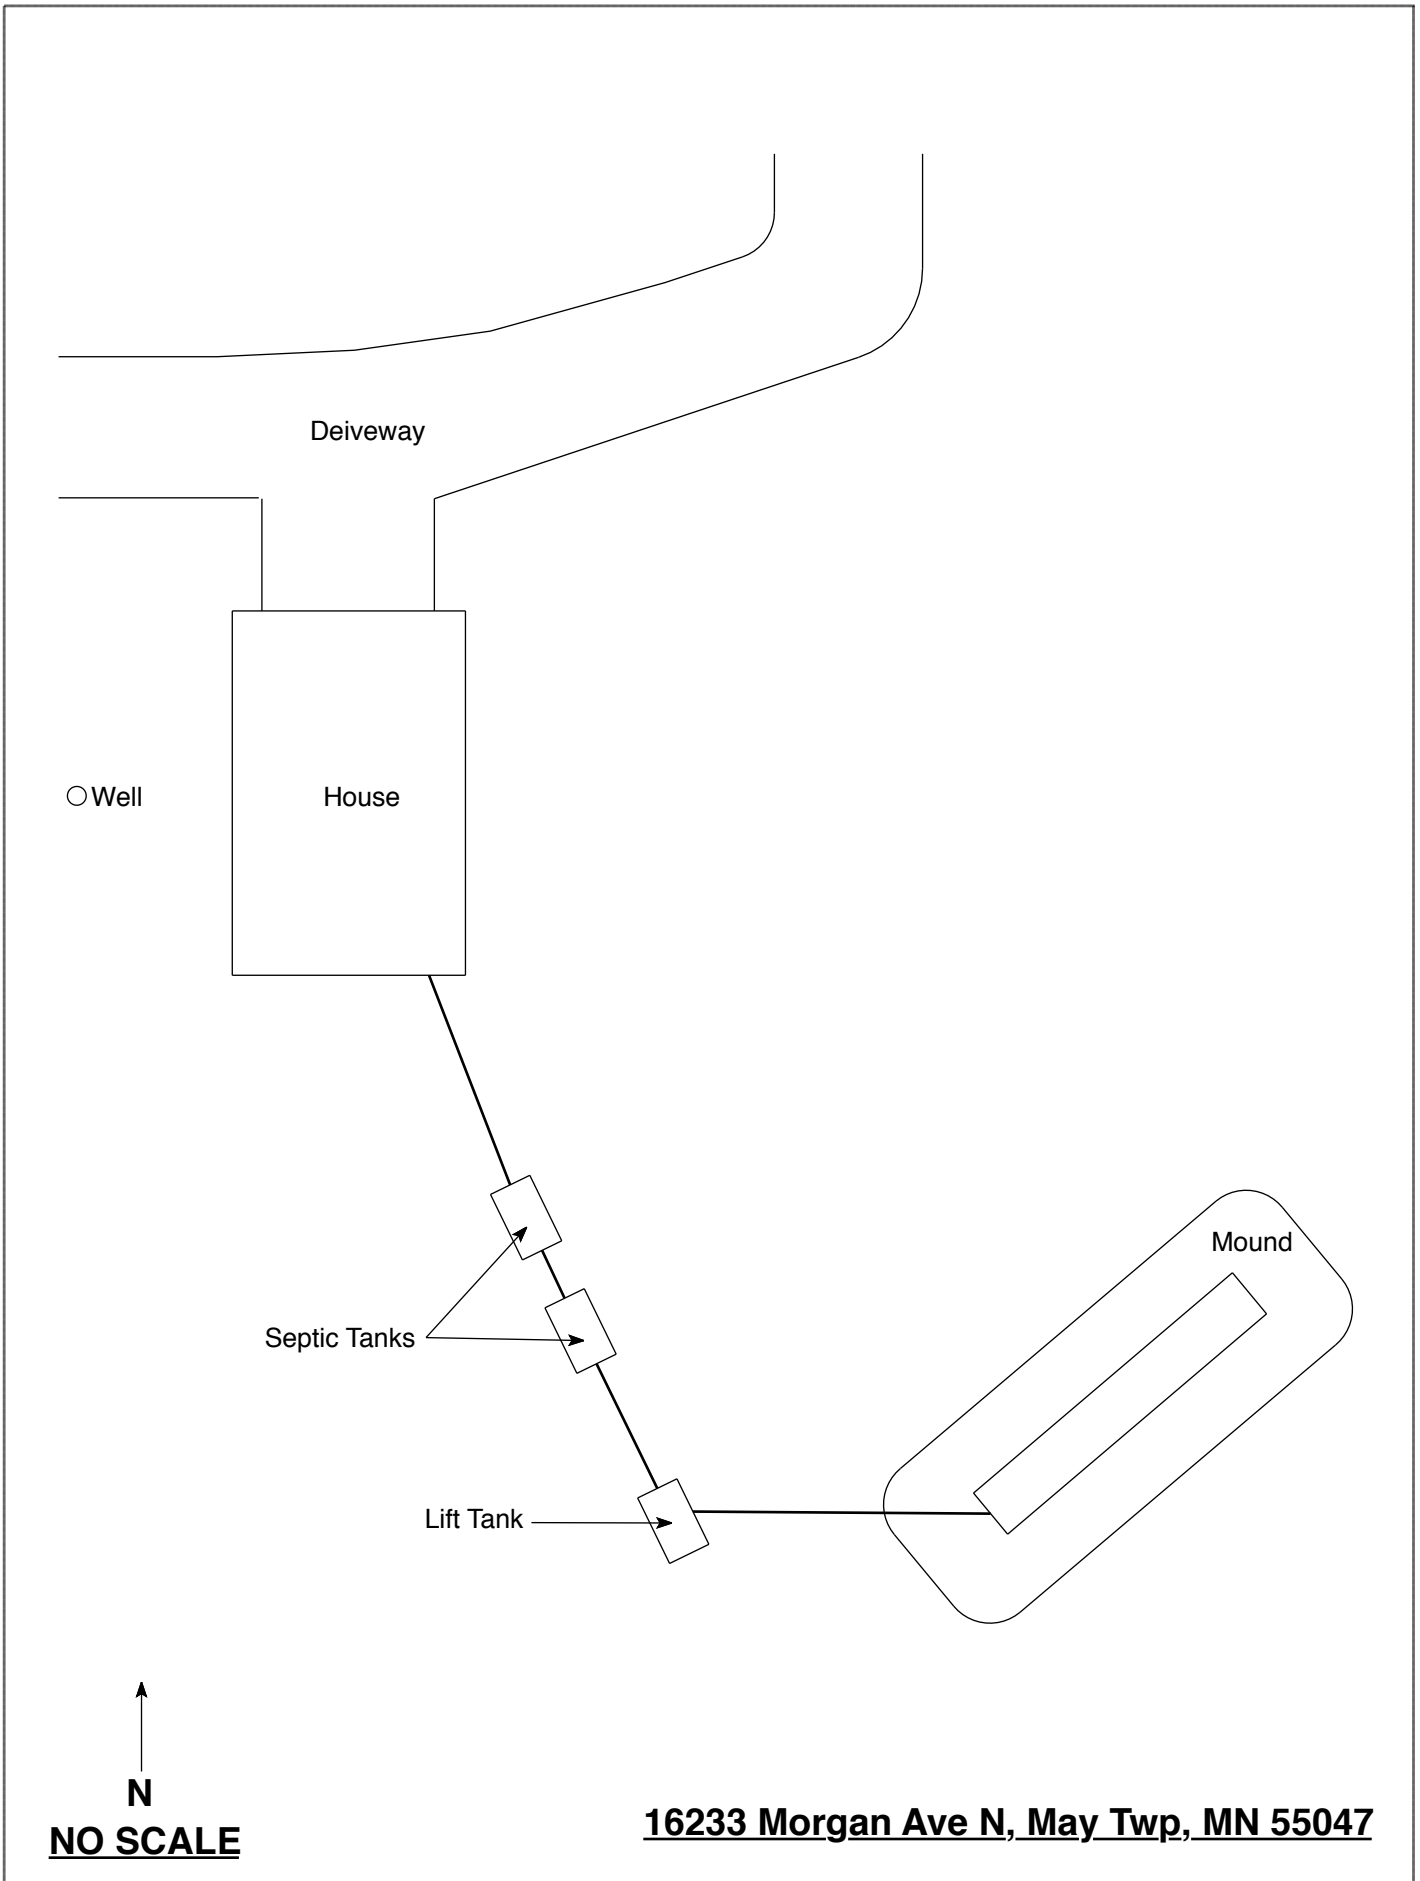 Deiveway
Well
House
Mound
Septic Tanks
Lift Tank
N
NO SCALE
16233 Morgan Ave N, May Twp, MN 55047